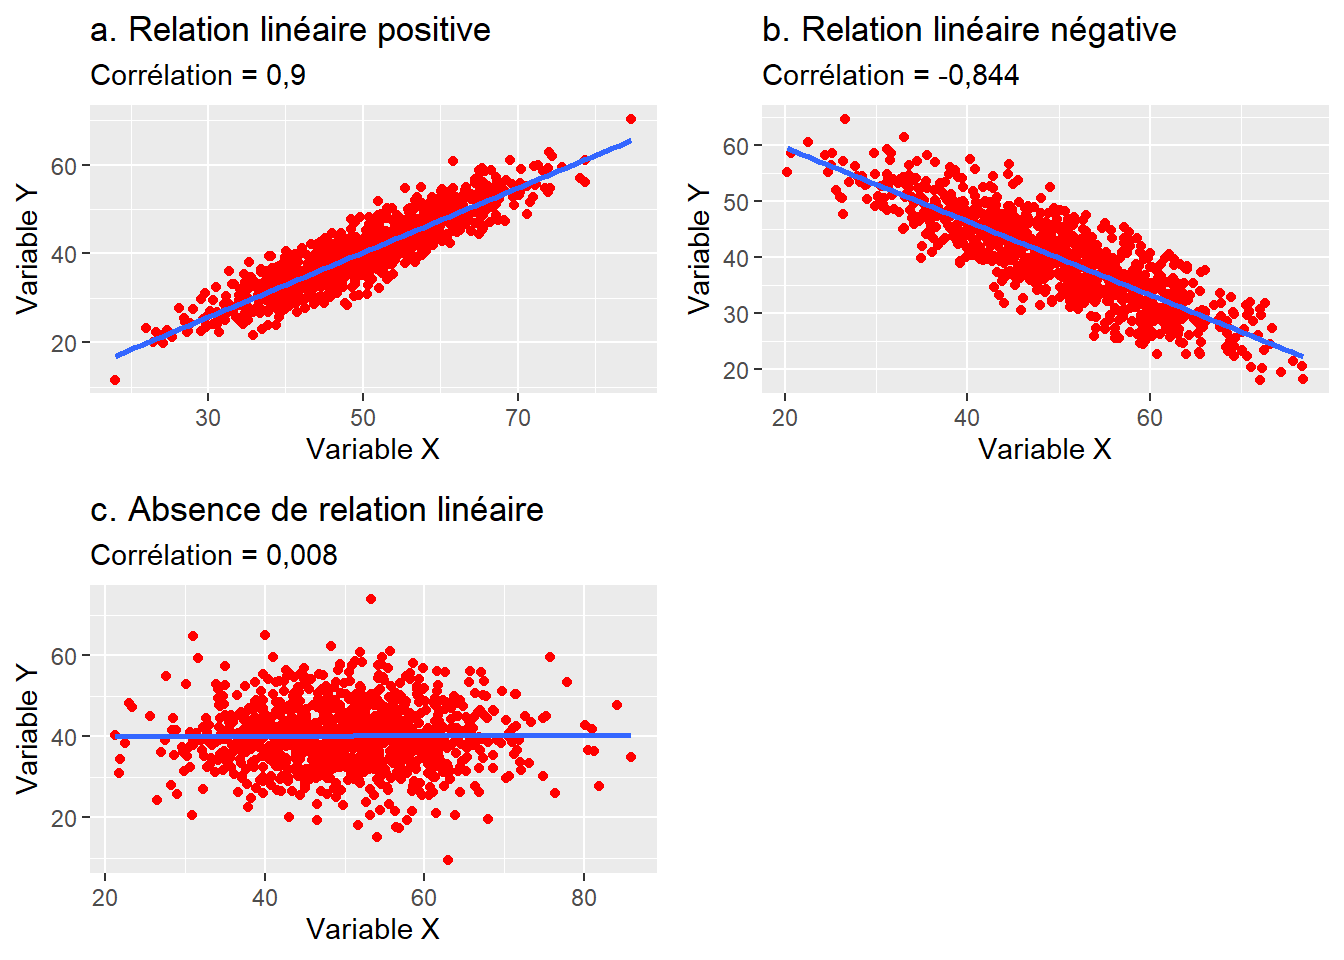 a. Relation linéaire positive
Corrélation = 0,9
60
40
20
Variable Y
30 50 70
Variable X
b. Relation linéaire négative
Corrélation = -0,844
60
50
40
30
20
Variable Y
20 40 60
Variable X
c. Absence de relation linéaire
Corrélation = 0,008
60
40
20
Variable Y
20 40 60 80
Variable X